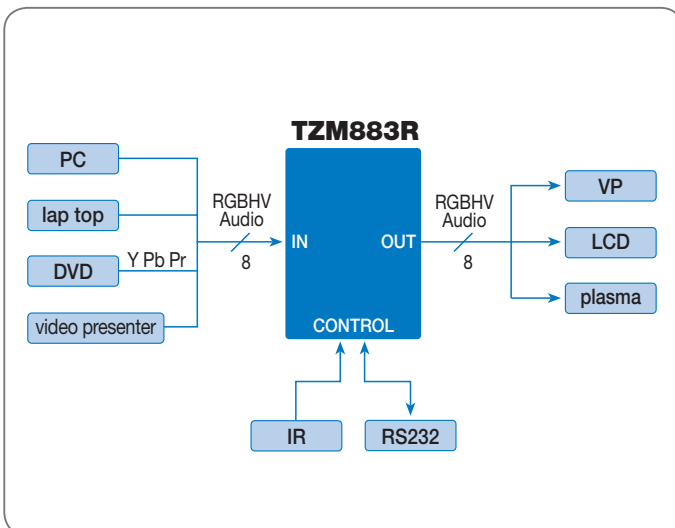 TZM883R
PC
lap top
DVD
Y Pb Pr
video presenter
RGBHV
Audio
8
IN
OUT
CONTROL
RGBHV
Audio
8
VP
LCD
plasma
IR
RS232